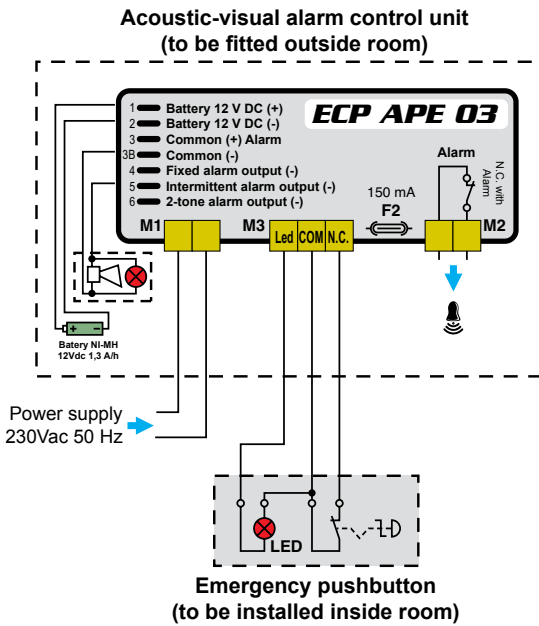 Acoustic-visual alarm control unit
(to be fitted outside room)
ECP APE 03
1 Battery 12 V DC (+)
2 Battery 12 V DC (-)
3 Common (+) Alarm
3B Common (-)
4 Fixed alarm output (-)
5 Intermittent alarm output (-)
6 2-tone alarm output (-)
Alarm
N.C. with
Alarm
150 mA
F2
M1
M3
Led COM N.C.
M2
+ -
Batery NI-MH
12Vdc 1,3 A/h
Power supply
230Vac 50 Hz
LED
Emergency pushbutton
(to be installed inside room)